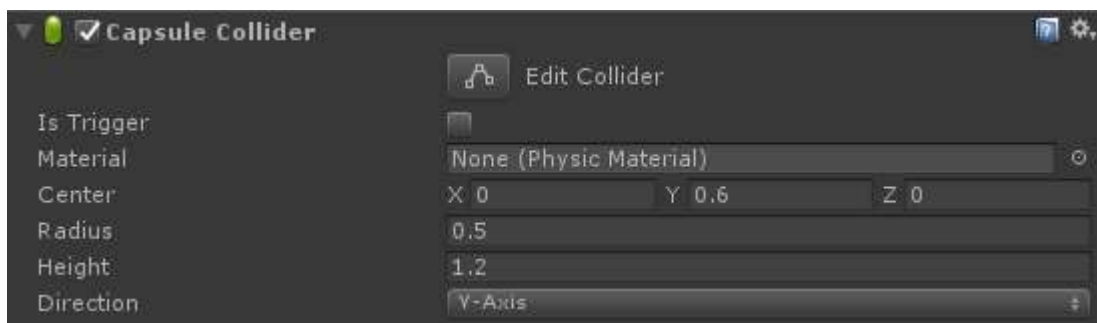 Capsule Collider
Edit Collider
Is Trigger
Material None (Physic Material)
Center X 0 Y 0.6 Z 0
Radius 0.5
Height 1.2
Direction Y-Axis